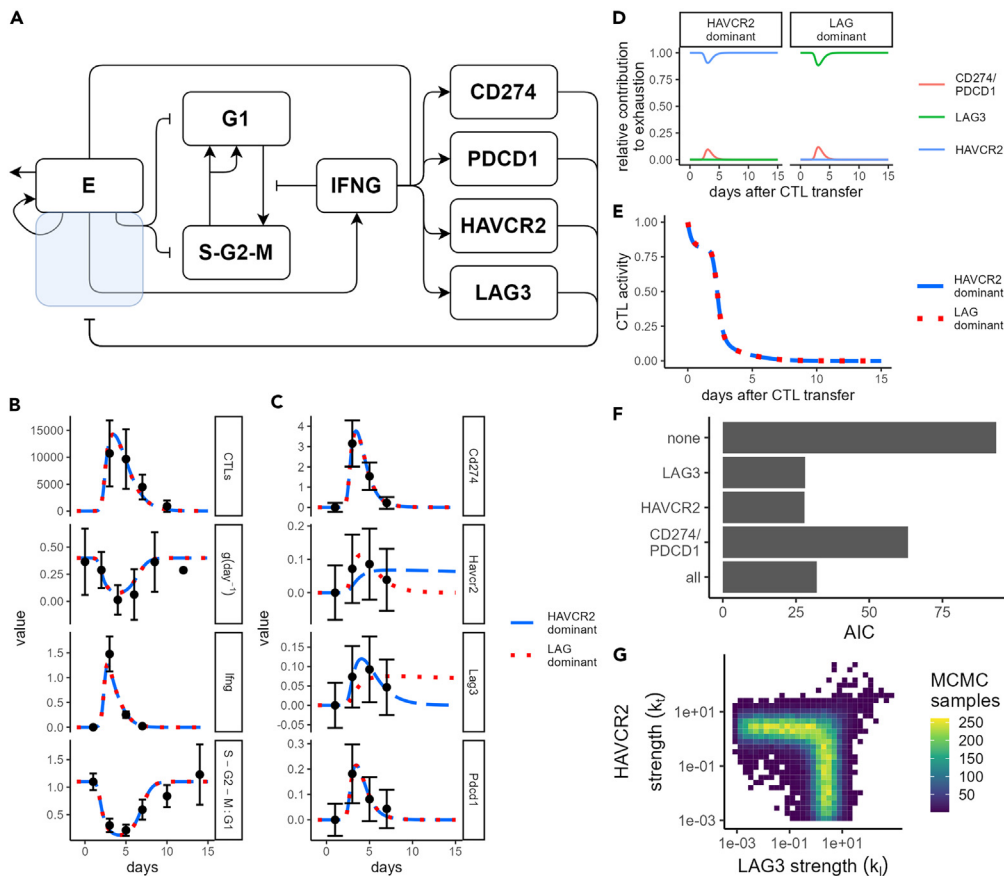 A
E
G1
S-G2-M
IFNG
CD274
PDCD1
HAVCR2
LAG3
D
HAVCR2
dominant
LAG
dominant
relative contribution
to exhaustion
1.00
0.75
0.50
0.25
0.00
0 5 10 15 0 5 10 15
days after CTL transfer
CD274/
PDCD1
LAG3
HAVCR2
E
CTL activity
1.00
0.75
0.50
0.25
0.00
0 5 10 15
days after CTL transfer
HAVCR2
dominant
LAG
dominant
B
value
15000
10000
5000
0
CTLs
0.50
0.25
0.00
g(day⁻¹)
1.5
1.0
0.5
0.0
Ifng
1.5
1.0
0.5
S – G2 – M : G1
0 5 10 15
days
C
value
4
3
2
1
0
Cd274
0.2
0.1
0.0
-0.1
Havcr2
0.15
0.10
0.05
0.00
-0.05
Lag3
0.3
0.2
0.1
0.0
Pdcd1
0 5 10 15
days
HAVCR2
dominant
LAG
dominant
F
none
LAG3
HAVCR2
CD274/
PDCD1
all
0 25 50 75
AIC
G
HAVCR2
strength (kI)
1e+01
1e-01
1e-03
1e-03 1e-01 1e+01
LAG3 strength (kI)
MCMC
samples
250
200
150
100
50